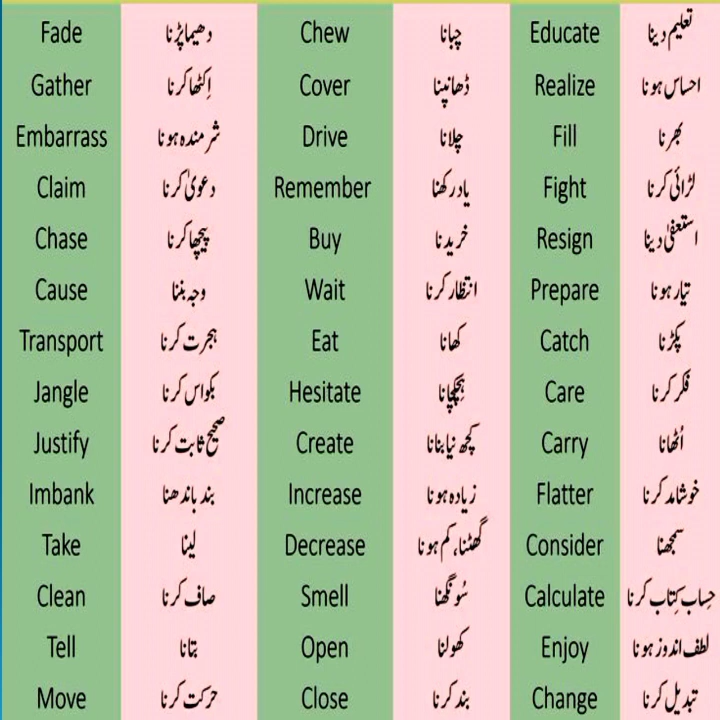 Fade دھیما پڑنا Chew چبانا Educate تعلیم دینا
Gather اِکٹھا کرنا Cover ڈھانپنا Realize احساس ہونا
Embarrass شرمندہ ہونا Drive چلانا Fill بھرنا
Claim دعویٰ کرنا Remember یاد رکھنا Fight لڑائی کرنا
Chase پیچھا کرنا Buy خریدنا Resign استعفیٰ دینا
Cause وجہ بننا Wait انتظار کرنا Prepare تیار ہونا
Transport ہجرت کرنا Eat کھانا Catch پکڑنا
Jangle بکواس کرنا Hesitate ہچکچانا Care فکر کرنا
Justify صحیح ثابت کرنا Create کچھ نیا بنانا Carry اُٹھانا
Imbank بند باندھنا Increase زیادہ ہونا Flatter خوشامد کرنا
Take لینا Decrease گھٹنا، کم ہونا Consider سمجھنا
Clean صاف کرنا Smell سُونگھنا Calculate حِساب کِتاب کرنا
Tell بتانا Open کھولنا Enjoy لطف اندوز ہونا
Move حرکت کرنا Close بند کرنا Change تبدیل کرنا